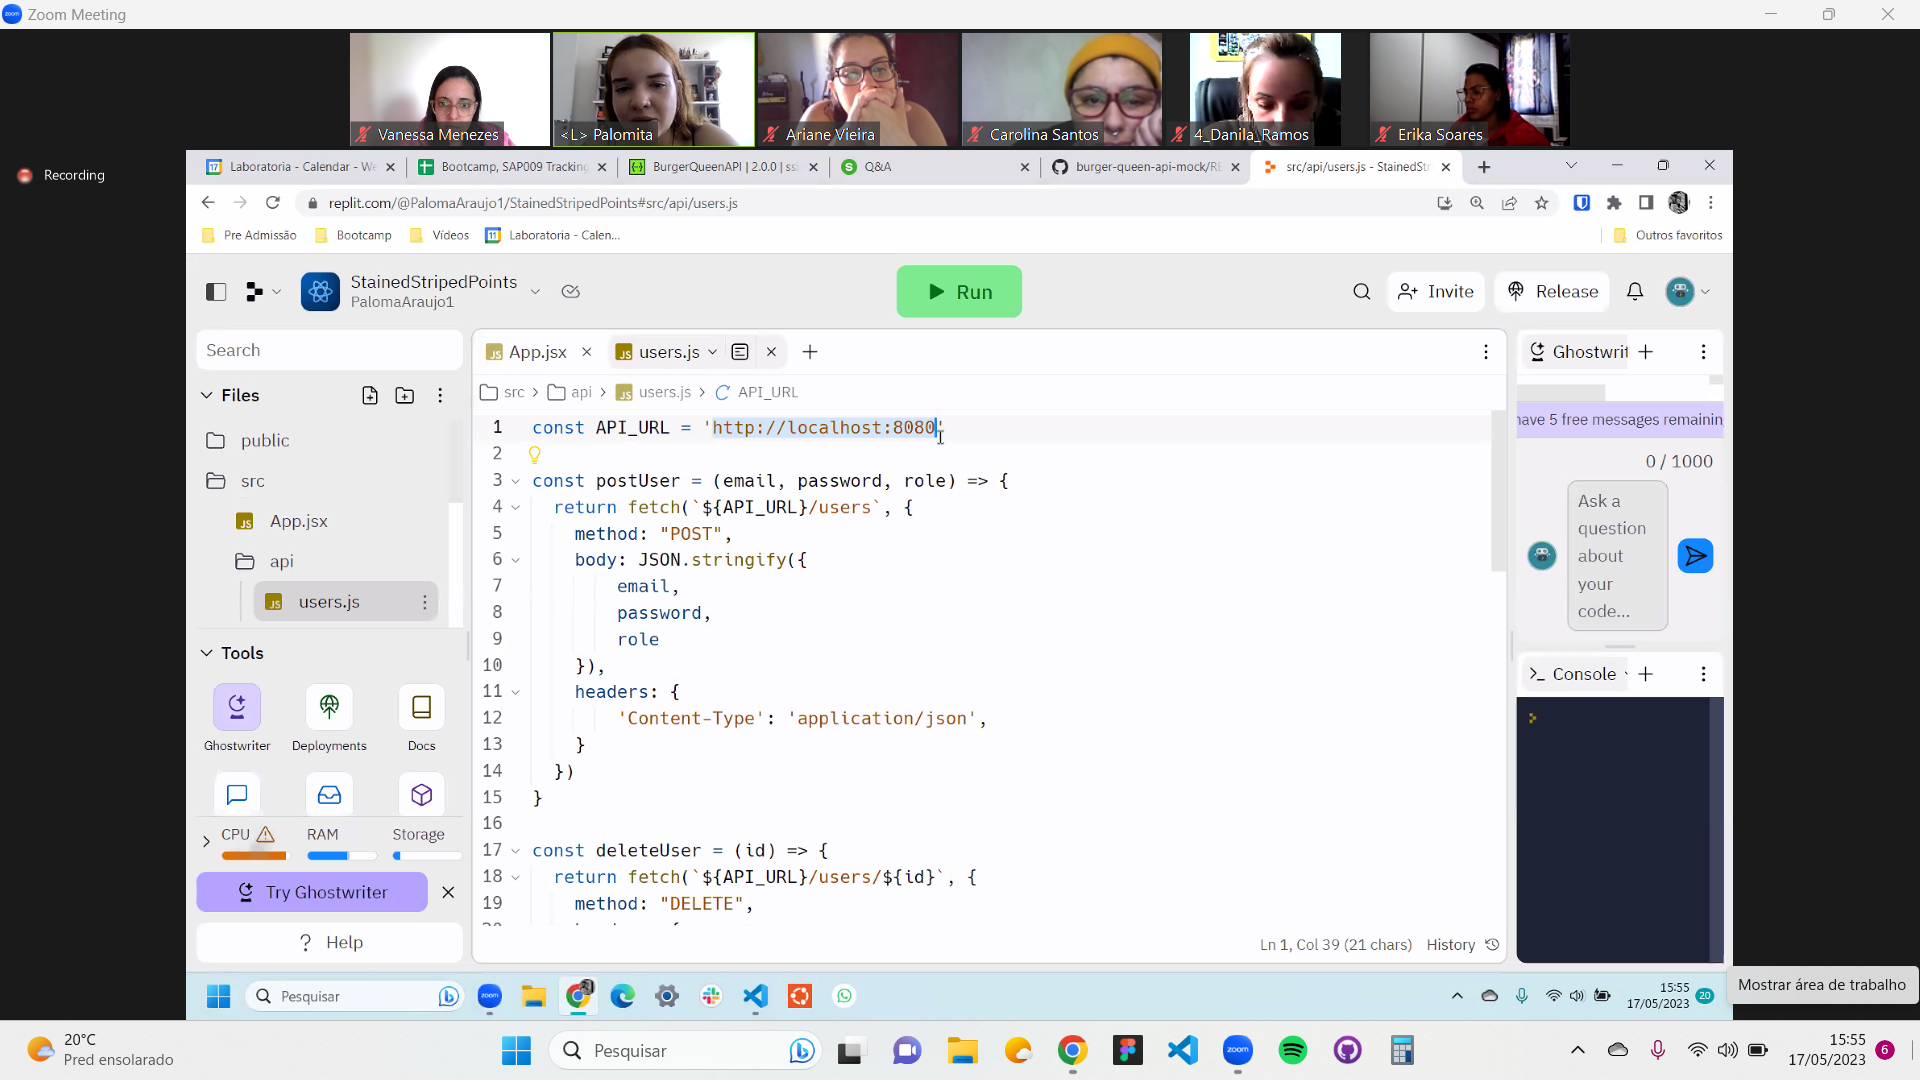 Zoom Meeting
Vanessa Menezes
<L> Palomita
Ariane Vieira
Carolina Santos
4_Danila_Ramos
Erika Soares
Recording
Laboratoria - Calendar - We
Bootcamp, SAP009 Tracking
BurgerQueenAPI | 2.0.0 | ss
Q&A
burger-queen-api-mock/RE
src/api/users.js - StainedStr
replit.com/@PalomaAraujo1/StainedStripedPoints#src/api/users.js
Pre Admissão
Bootcamp
Vídeos
Laboratoria - Calen...
Outros favoritos
StainedStripedPoints
PalomaAraujo1
Run
Invite
Release
Search
App.jsx
users.js
Ghostwrit
Files
src
api
users.js
API_URL
public
src
App.jsx
api
users.js
1 const API_URL = 'http://localhost:8080'
2
3 const postUser = (email, password, role) => {
4 return fetch(`${API_URL}/users`, {
5 method: "POST",
6 body: JSON.stringify({
7 email,
8 password,
9 role
10 }),
11 headers: {
12 'Content-Type': 'application/json',
13 }
14 })
15 }
16
17 const deleteUser = (id) => {
18 return fetch(`${API_URL}/users/${id}`, {
19 method: "DELETE",
have 5 free messages remainin
0 / 1000
Ask a
question
about
your
code...
Console
Tools
Ghostwriter
Deployments
Docs
CPU
RAM
Storage
Try Ghostwriter
Help
Ln 1, Col 39 (21 chars)
History
Pesquisar
zoom
15:55
17/05/2023
20
Mostrar área de trabalho
20°C
Pred ensolarado
Pesquisar
zoom
15:55
17/05/2023
6